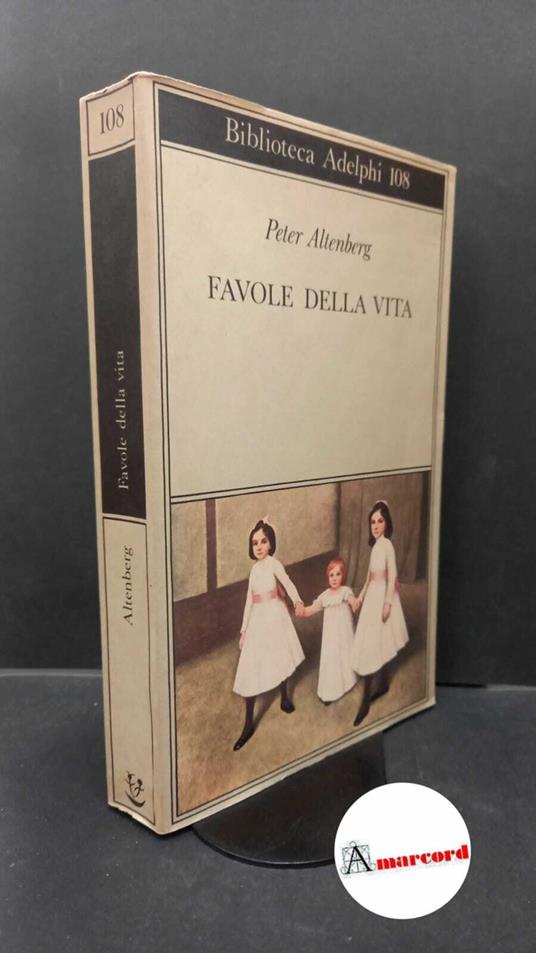 108
Favole della vita
Altenberg
Biblioteca Adelphi 108
Peter Altenberg
FAVOLE DELLA VITA
Amarcord